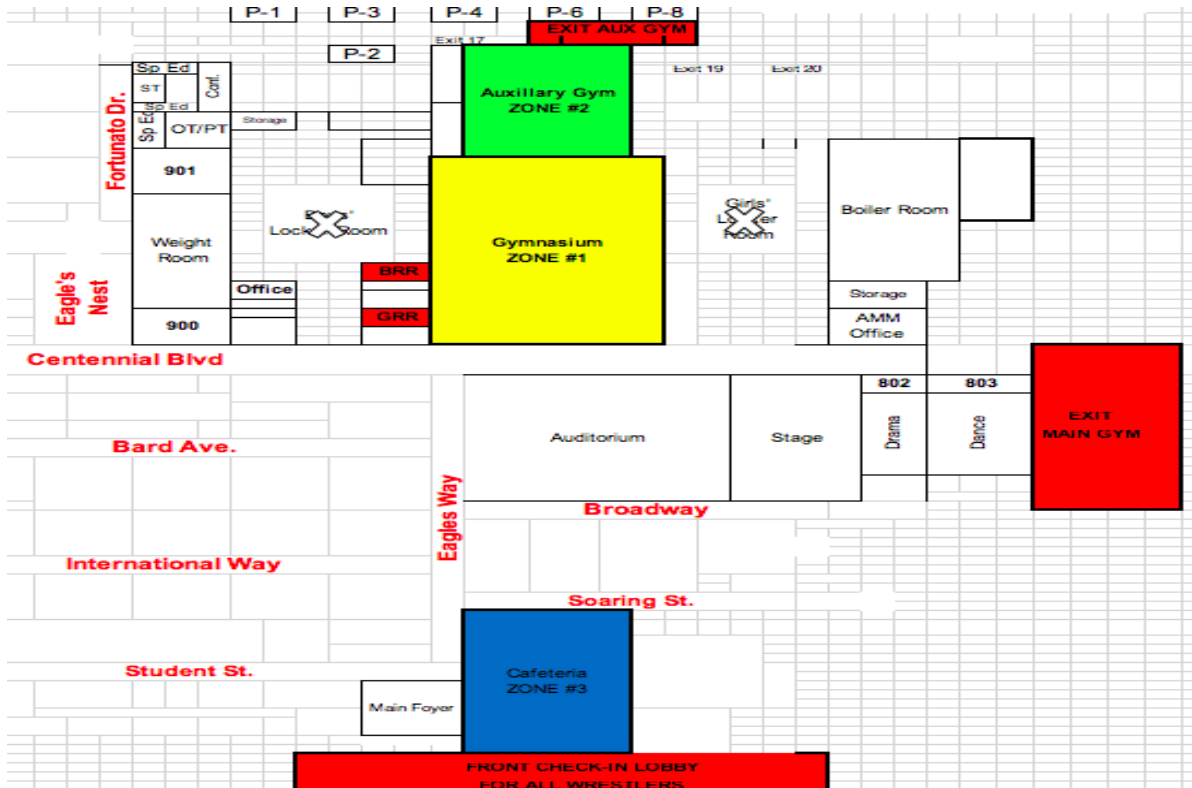 P-1 P-3 P-4 P-6 P-8
EXIT AUX GYM
Exit 17
P-2
Sp Ed
Conf.
ST
Sp Ed
Sp Ed
OT/PT
Storage
Auxillary Gym
ZONE #2
Exit 19
Exit 20
Fortunato Dr.
901
Boys'
Locker Room
Girls'
Locker
Room
Boiler Room
Weight
Room
Gymnasium
ZONE #1
BRR
Eagle's
Nest
Office
Storage
GRR
900
AMM
Office
Centennial Blvd
802
803
Auditorium
Stage
Drama
Dance
EXIT
MAIN GYM
Bard Ave.
Eagles Way
Broadway
International Way
Soaring St.
Student St.
Cafeteria
ZONE #3
Main Foyer
FRONT CHECK-IN LOBBY
FOR ALL WRESTLERS